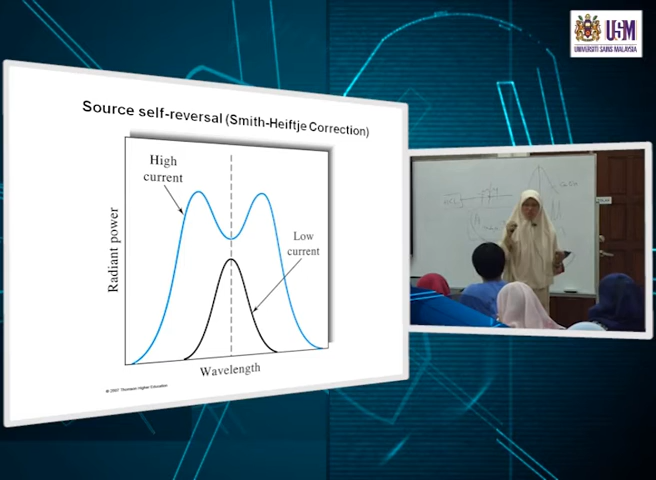 USM
UNIVERSITI SAINS MALAYSIA
Source self-reversal (Smith-Heiftje Correction)
High
current
Low
current
Radiant power
Wavelength
© 2007 Thomson Higher Education